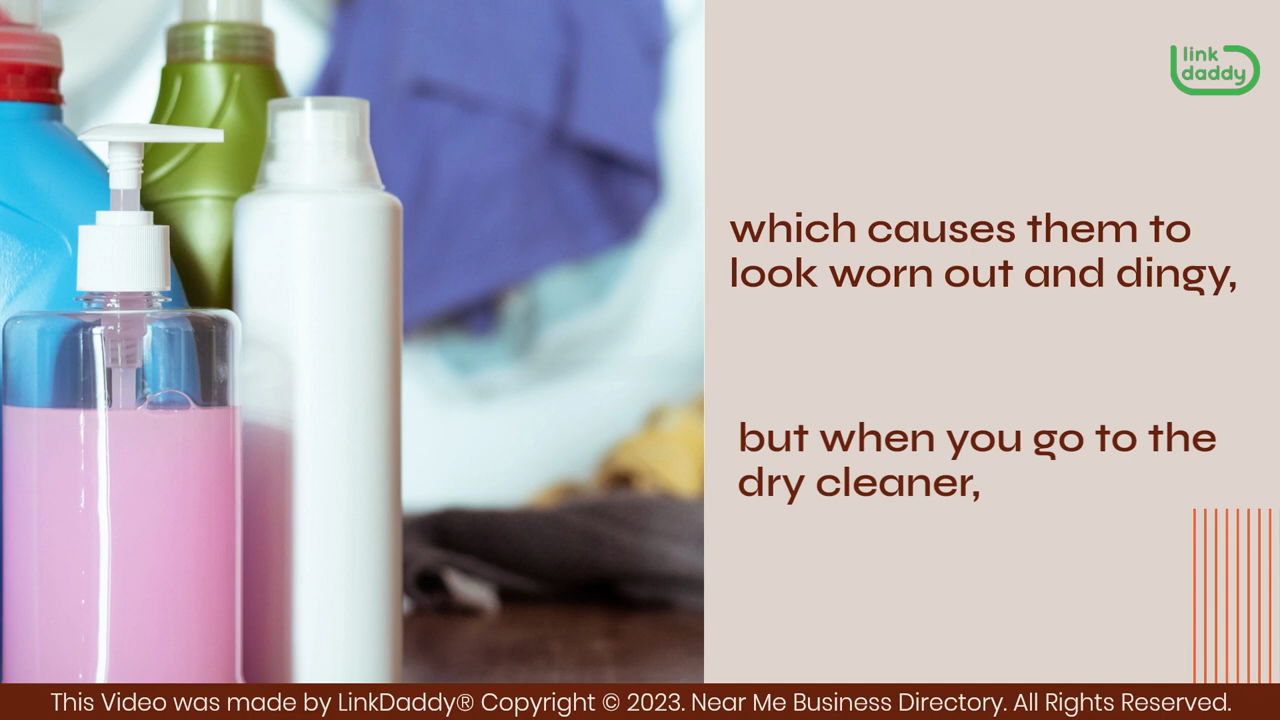 link
daddy
which causes them to
look worn out and dingy,
but when you go to the
dry cleaner,
This Video was made by LinkDaddy® Copyright © 2023. Near Me Business Directory. All Rights Reserved.